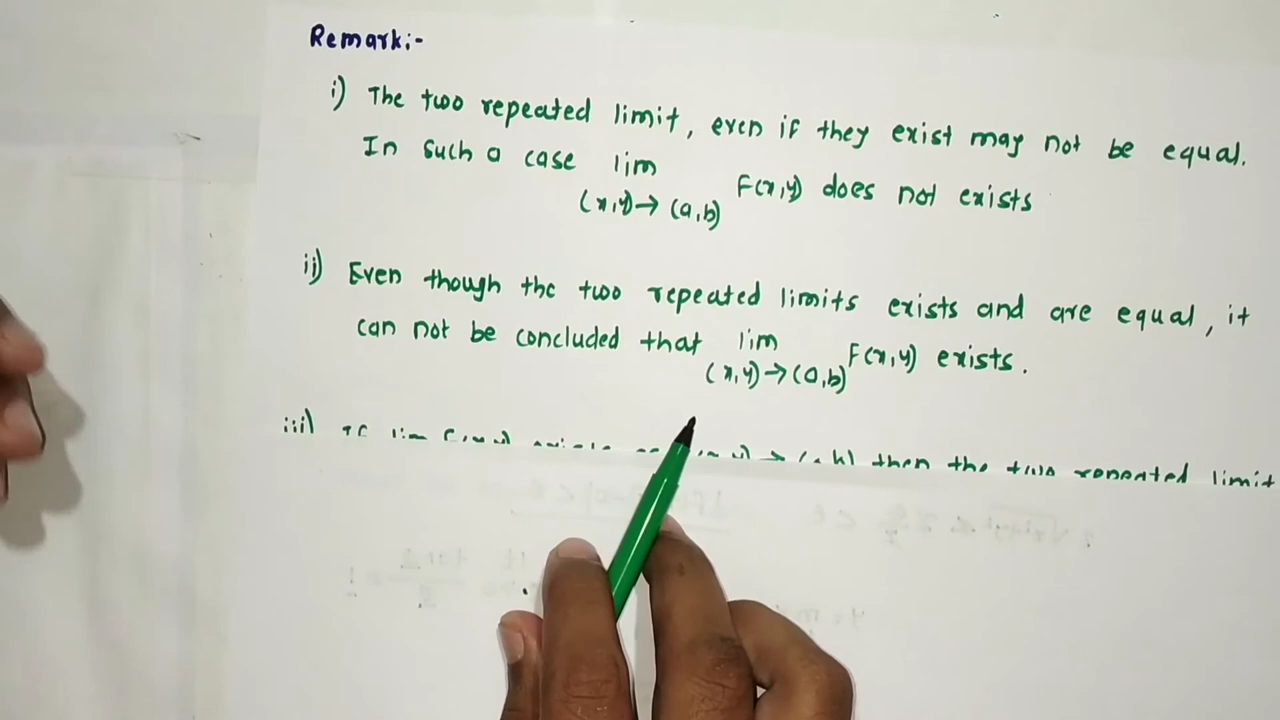 Remark:-
i) The two repeated limit, even if they exist may not be equal.
In such a case lim F(x,y) does not exists
(x,y)→(a,b)
ii) Even though the two repeated limits exists and are equal, it
can not be concluded that lim F(x,y) exists.
(x,y)→(a,b)
iii) If lim then the two repeated limit